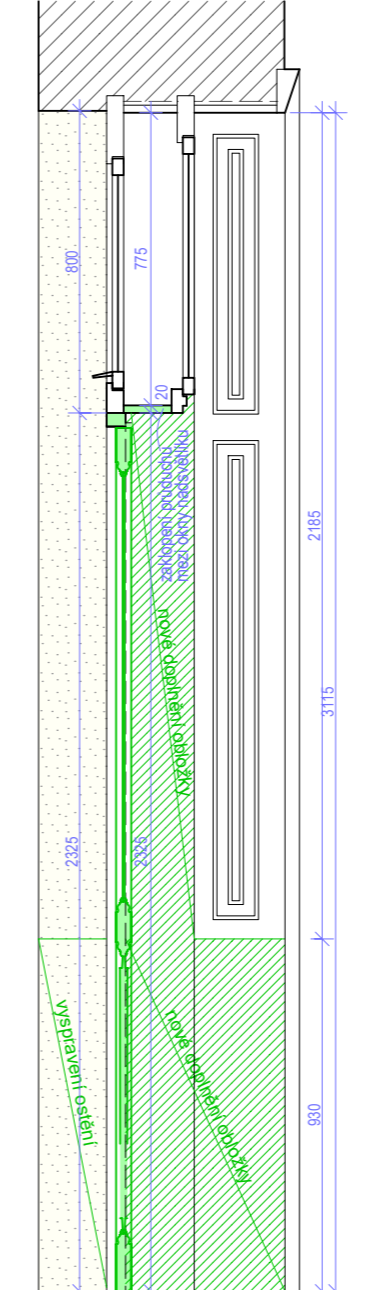 800
775
20
zaklopení průduchu
mezi okny nadsvětlíku
2185
nové doplnění obložky
3115
2325
2325
vyspravení ostění
nové doplnění obložky
930